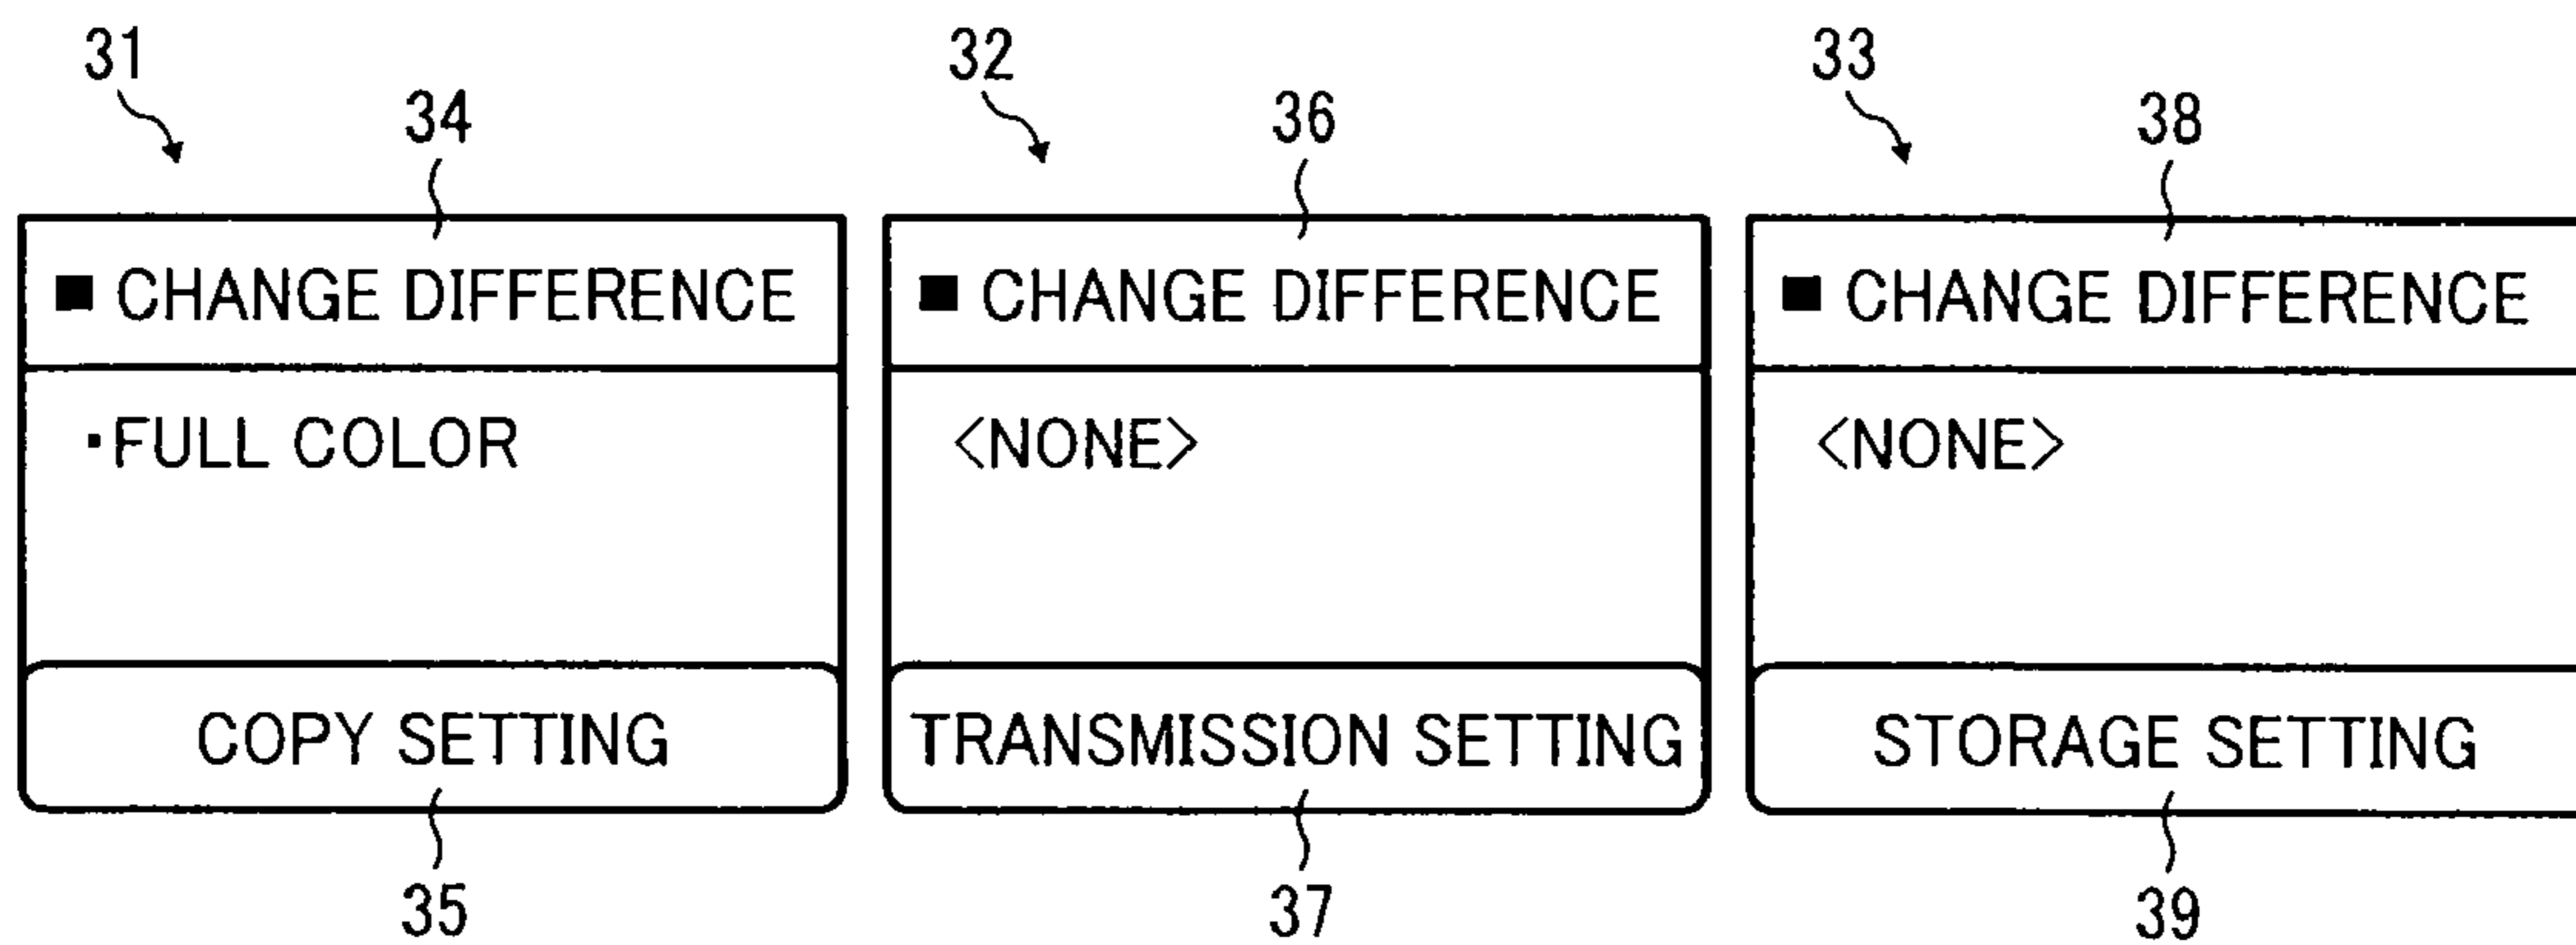 31
32
33
34
36
38
■ CHANGE DIFFERENCE
■ CHANGE DIFFERENCE
■ CHANGE DIFFERENCE
・FULL COLOR
<NONE>
<NONE>
COPY SETTING
TRANSMISSION SETTING
STORAGE SETTING
35
37
39